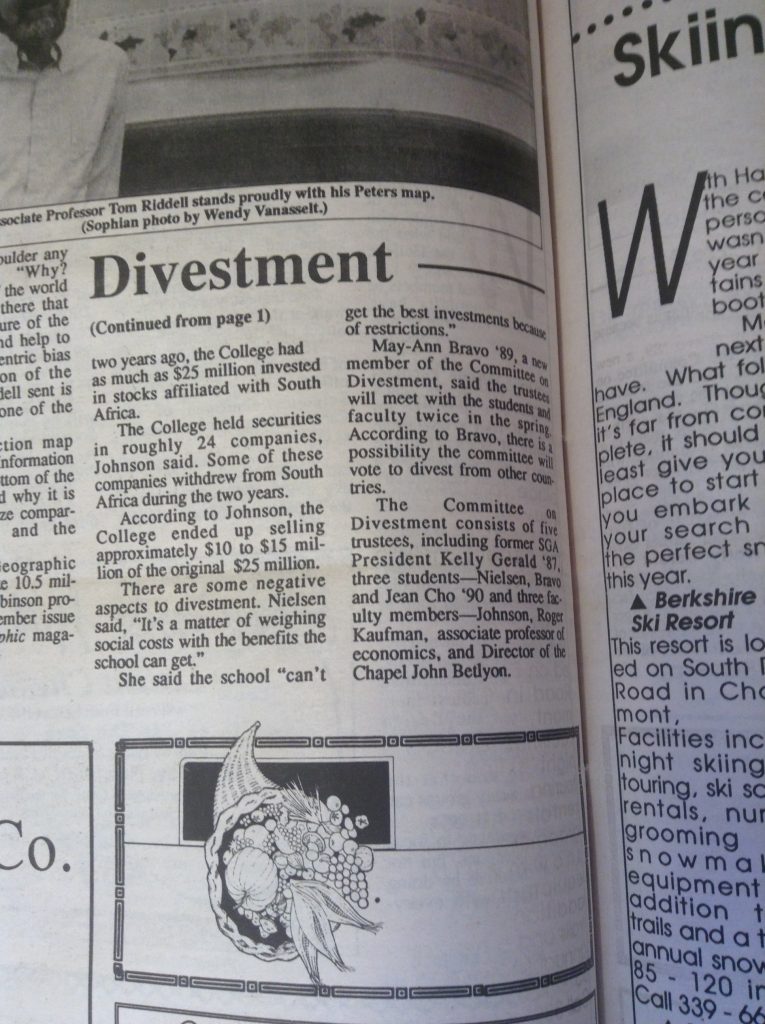 ssociate Professor Tom Riddell stands proudly with his Peters map.
(Sophian photo by Wendy Vanasselt.)
oulder any
"Why?
the world
there that
ure of the
nd help to
entric bias
on of the
dell sent is
one of the
ction map
nformation
ttom of the
d why it is
ze compar-
and the
eographic
e 10.5 mil-
binson pro-
ember issue
phic maga-
Co.
Divestment
(Continued from page 1)
two years ago, the College had
as much as $25 million invested
in stocks affiliated with South
Africa.
The College held securities
in roughly 24 companies,
Johnson said. Some of these
companies withdrew from South
Africa during the two years.
According to Johnson, the
College ended up selling
approximately $10 to $15 mil-
lion of the original $25 million.
There are some negative
aspects to divestment. Nielsen
said, "It's a matter of weighing
social costs with the benefits the
school can get."
She said the school "can't
get the best investments because
of restrictions."
May-Ann Bravo '89, a new
member of the Committee on
Divestment, said the trustees
will meet with the students and
faculty twice in the spring.
According to Bravo, there is a
possibility the committee will
vote to divest from other coun-
tries.
The Committee on
Divestment consists of five
trustees, including former SGA
President Kelly Gerald '87,
three students—Nielsen, Bravo
and Jean Cho '90 and three fac-
ulty members—Johnson, Roger
Kaufman, associate professor of
economics, and Director of the
Chapel John Betlyon.
Skiin
With Ha
the c
perso
wasn
year
tains
boot
M
next
have. What fol
England. Thoug
it's far from co
plete, it should
least give you
place to start
you embark
your search
the perfect sn
this year.
▲ Berkshire
Ski Resort
This resort is lo
ed on South
Road in Cha
mont,
Facilities inc
night skiing
touring, ski sc
rentals, nur
grooming
snowmal
equipment
addition t
trails and a t
annual snow
85 - 120 in
Call 339 - 66